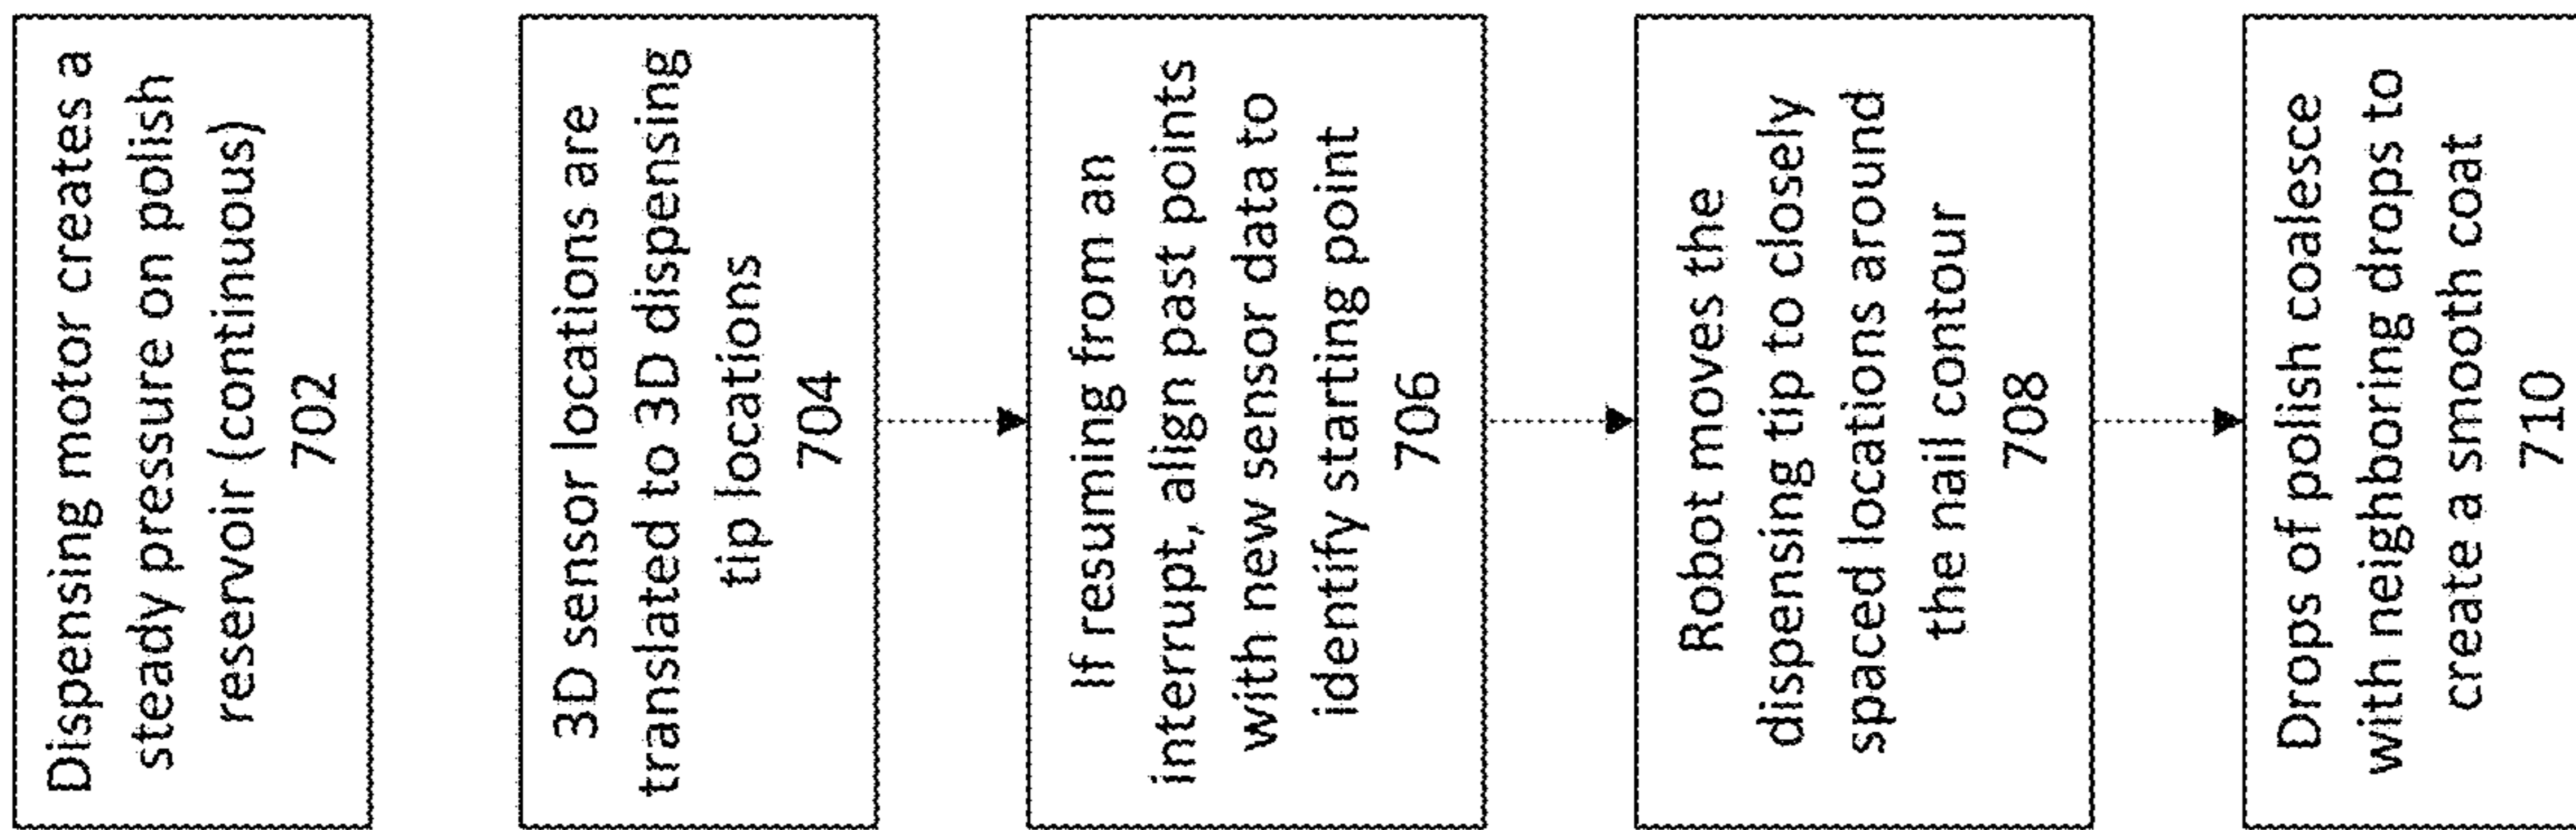 Dispensing motor creates a
steady pressure on polish
reservoir (continuous)
702
3D sensor locations are
translated to 3D dispensing
tip locations
704
If resuming from an
interrupt, align past points
with new sensor data to
identify starting point
706
Robot moves the
dispensing tip to closely
spaced locations around
the nail contour
708
Drops of polish coalesce
with neighboring drops to
create a smooth coat
710